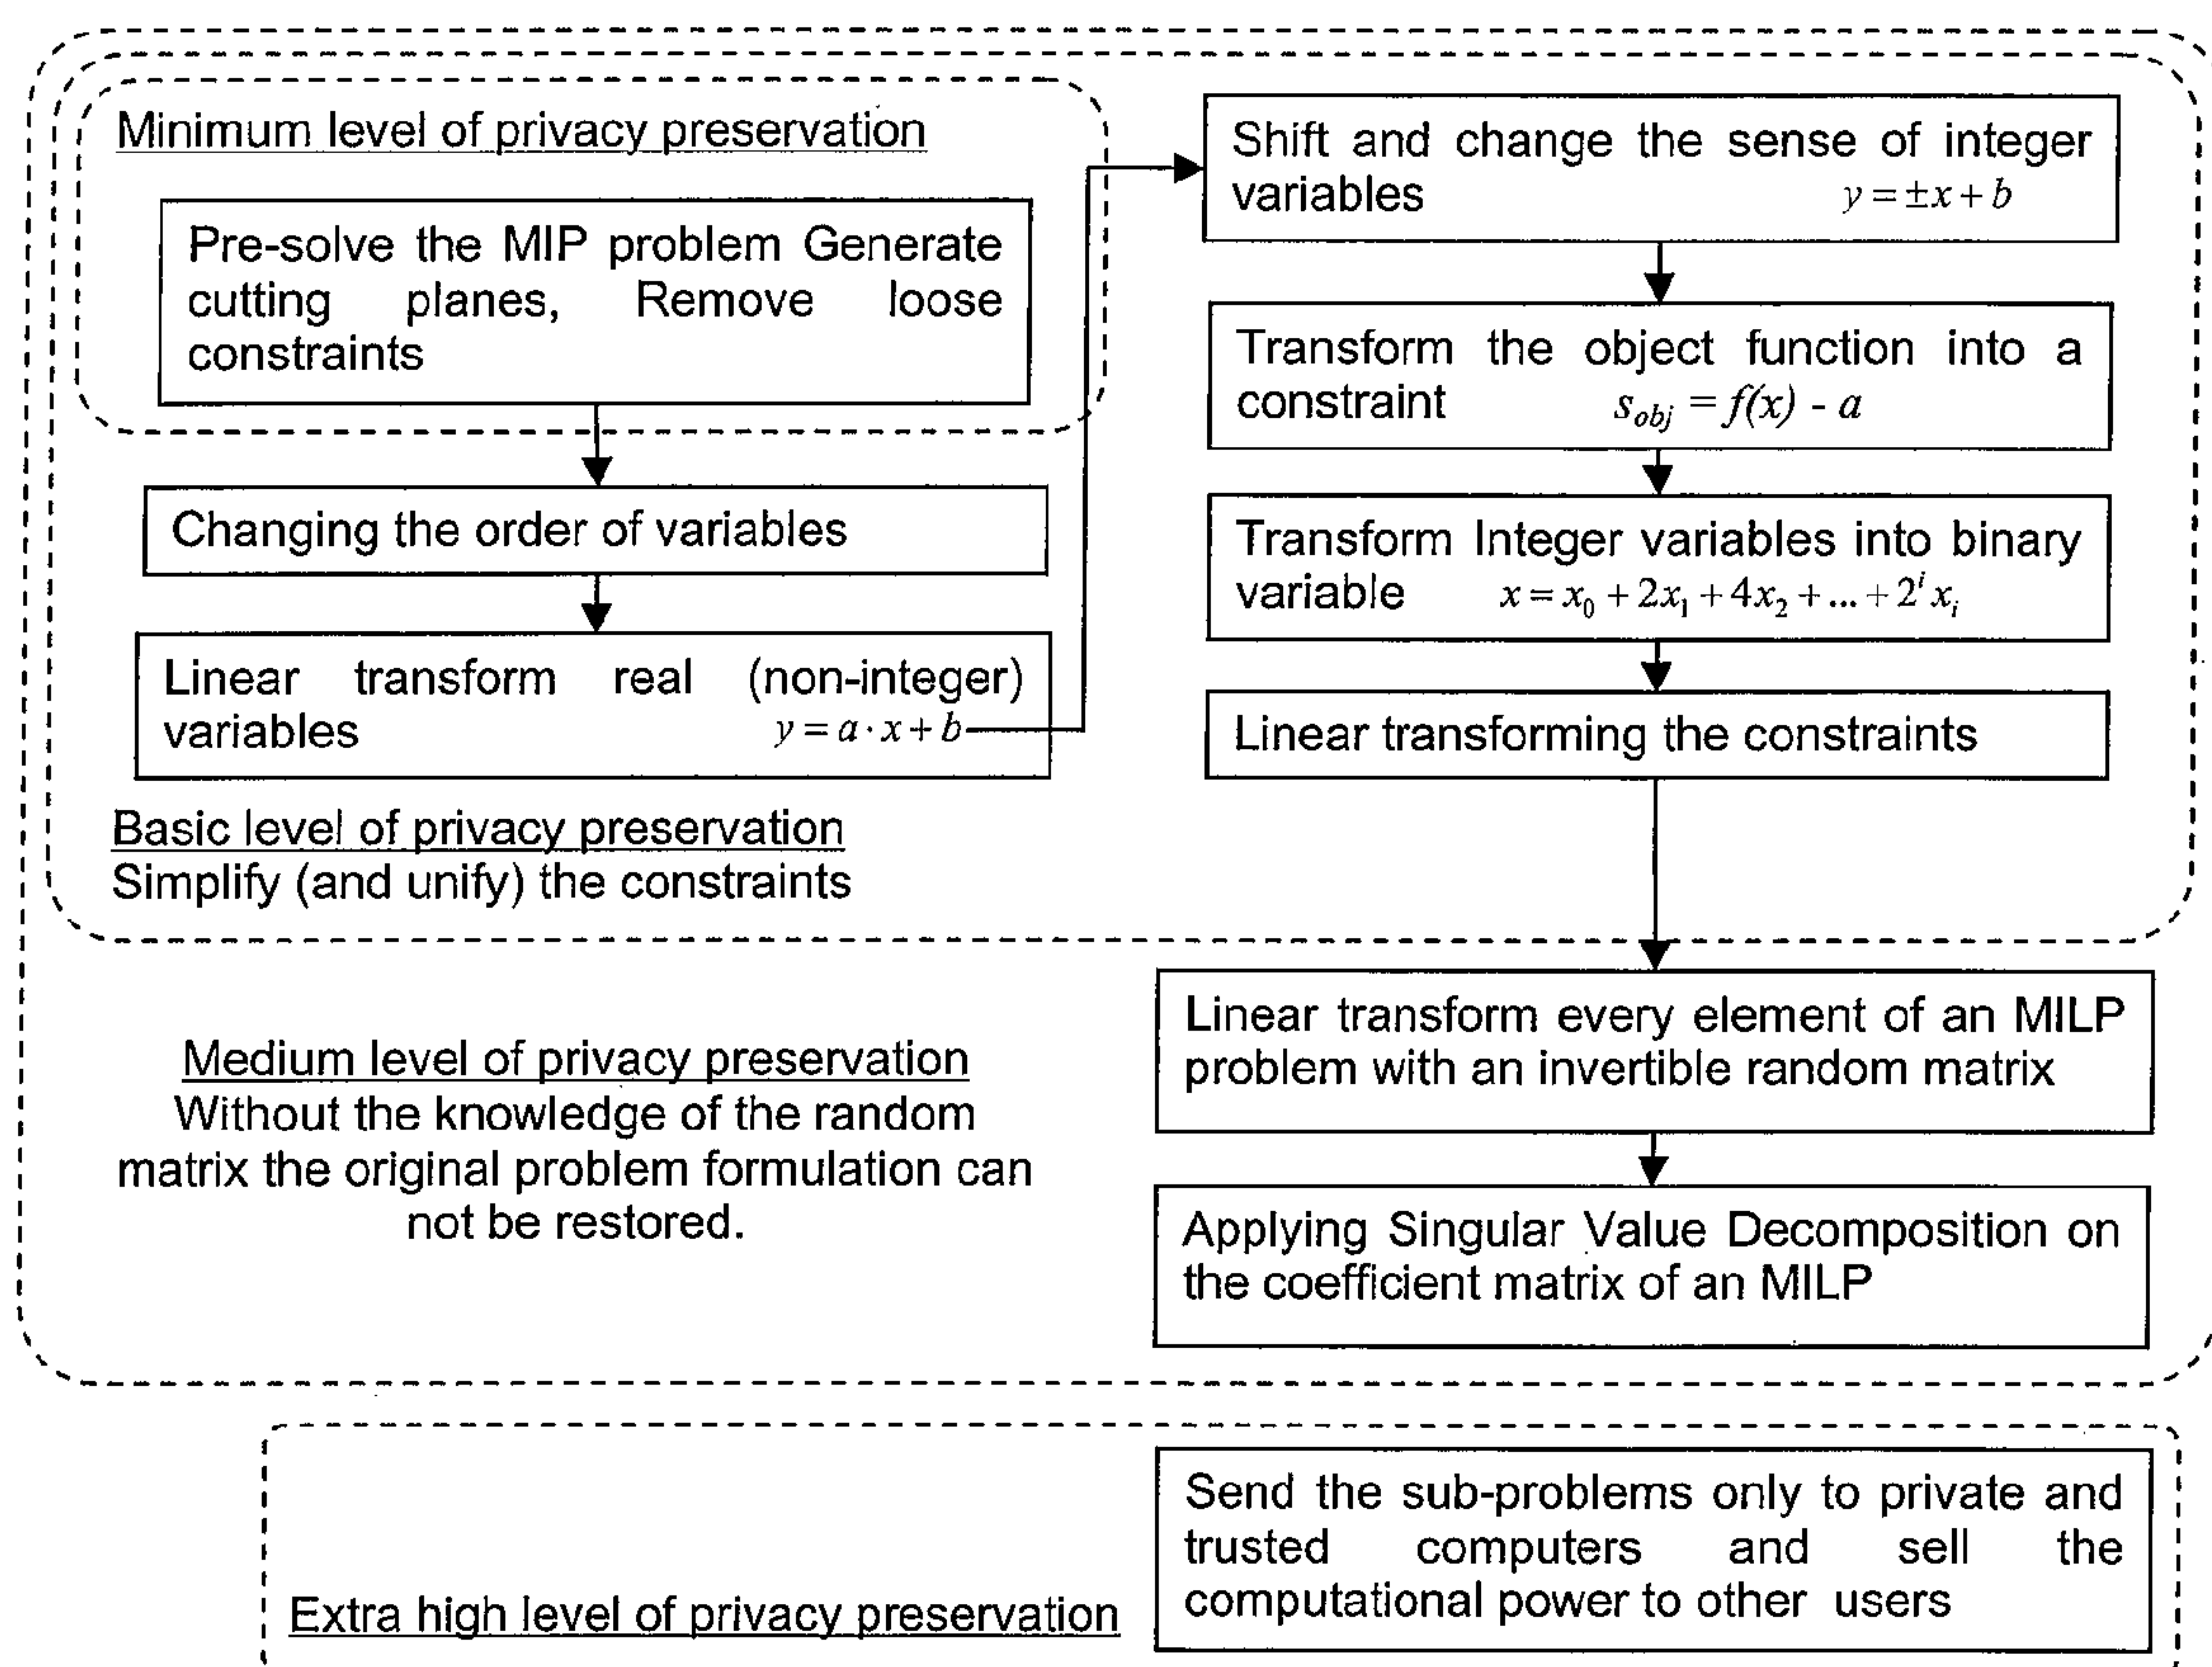 Minimum level of privacy preservation
Pre-solve the MIP problem Generate
cutting planes, Remove loose
constraints
Changing the order of variables
Linear transform real (non-integer)
variables y = a · x + b
Basic level of privacy preservation
Simplify (and unify) the constraints
Shift and change the sense of integer
variables y = ±x + b
Transform the object function into a
constraint s_obj = f(x) - a
Transform Integer variables into binary
variable x = x₀ + 2x₁ + 4x₂ + ... + 2ⁱ xᵢ
Linear transforming the constraints
Medium level of privacy preservation
Without the knowledge of the random
matrix the original problem formulation can
not be restored.
Linear transform every element of an MILP
problem with an invertible random matrix
Applying Singular Value Decomposition on
the coefficient matrix of an MILP
Extra high level of privacy preservation
Send the sub-problems only to private and
trusted computers and sell the
computational power to other users